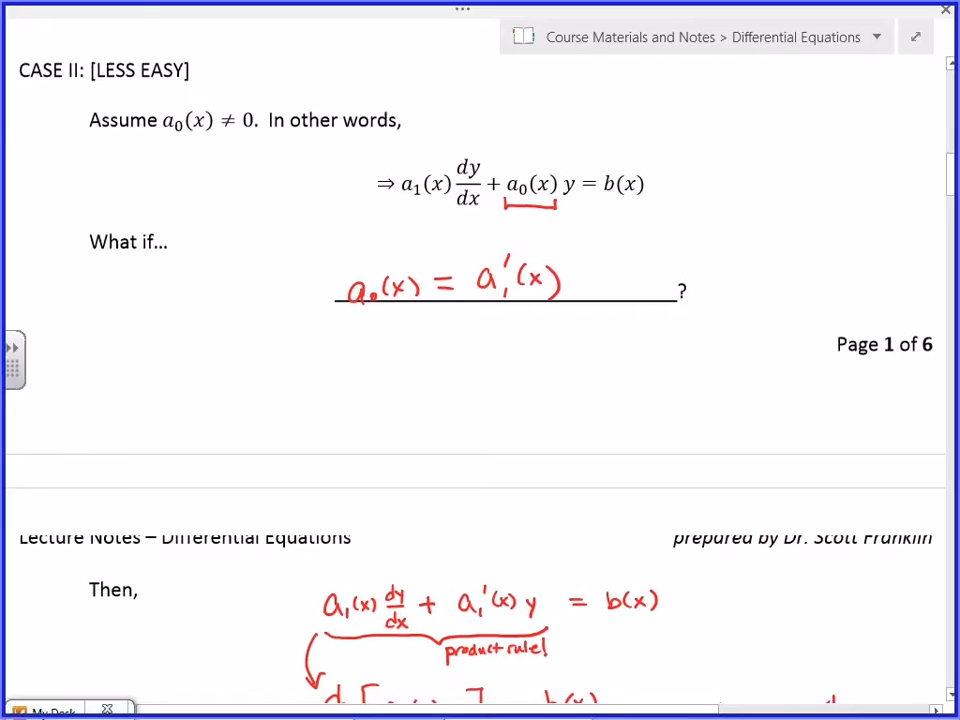 Course Materials and Notes > Differential Equations
CASE II: [LESS EASY]
Assume a₀(x) ≠ 0. In other words,
⇒ a₁(x) dy/dx + a₀(x) y = b(x)
What if...
a₀(x) = a₁'(x) ?
Page 1 of 6
Lecture Notes – Differential Equations prepared by Dr. Scott Franklin
Then, a₁(x) dy/dx + a₁'(x) y = b(x)
product rule!
My Desk